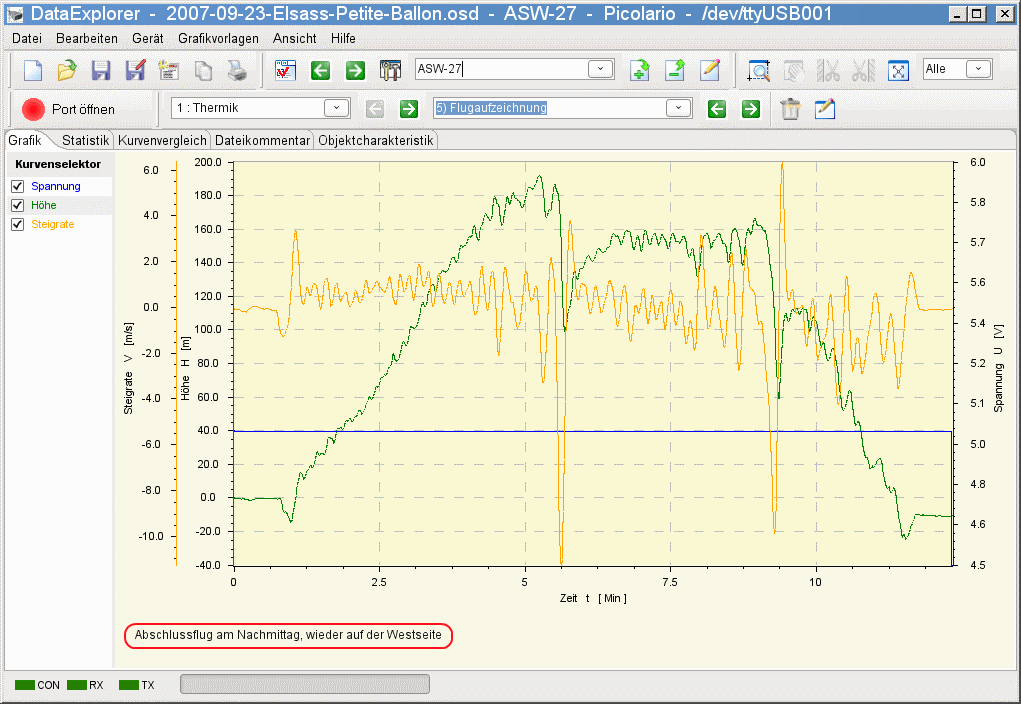 DataExplorer - 2007-09-23-Elsass-Petite-Ballon.osd - ASW-27 - Picolario - /dev/ttyUSB001
Datei Bearbeiten Gerät Grafikvorlagen Ansicht Hilfe
ASW-27
Alle
Port öffnen
1 : Thermik
5) Flugaufzeichnung
Grafik Statistik Kurvenvergleich Dateikommentar Objektcharakteristik
Kurvenselektor
Spannung
Höhe
Steigrate
Steigrate V [m/s]
6.0
4.0
2.0
0.0
-2.0
-4.0
-6.0
-8.0
-10.0
Höhe H [m]
200.0
180.0
160.0
140.0
120.0
100.0
80.0
60.0
40.0
20.0
0.0
-20.0
-40.0
6.0
5.8
5.7
5.6
5.4
5.2
5.1
5.0
4.8
4.6
4.5
Spannung U [V]
0 2.5 5 7.5 10
Zeit t [ Min ]
Abschlussflug am Nachmittag, wieder auf der Westseite
CON RX TX